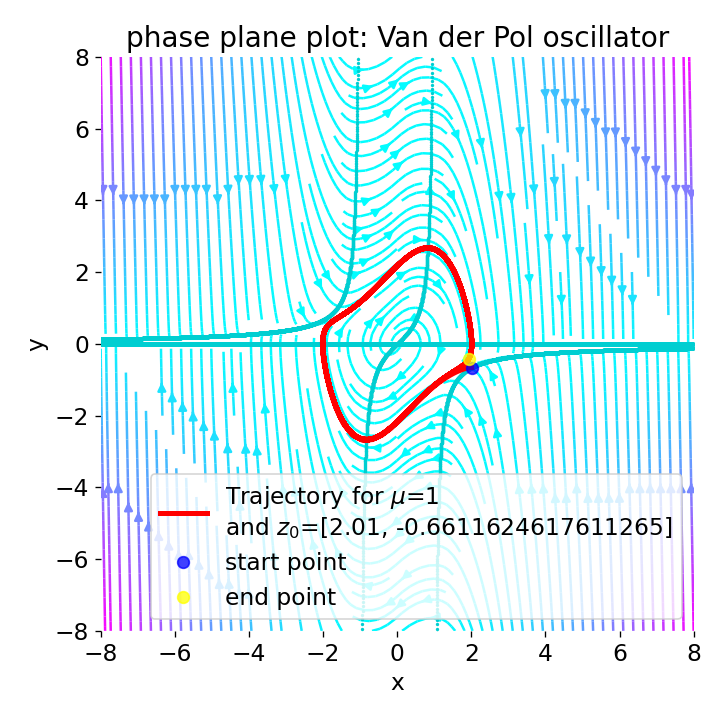 phase plane plot: Van der Pol oscillator
8
6
4
2
0
−2
−4
−6
−8
y
Trajectory for μ=1
and z₀=[2.01, -0.6611624617611265]
start point
end point
−8 −6 −4 −2 0 2 4 6 8
x